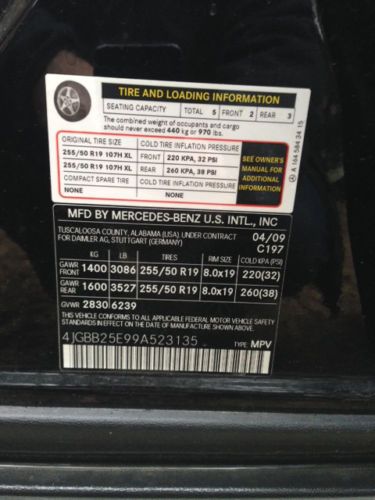 TIRE AND LOADING INFORMATION
SEATING CAPACITY TOTAL 5 FRONT 2 REAR 3
The combined weight of occupants and cargo
should never exceed 440 kg or 970 lbs.
ORIGINAL TIRE SIZE COLD TIRE INFLATION PRESSURE
255/50 R19 107H XL FRONT 220 KPA, 32 PSI
255/50 R19 107H XL REAR 260 KPA, 38 PSI
COMPACT SPARE TIRE COLD TIRE INFLATION PRESSURE
NONE NONE
SEE OWNER'S
MANUAL FOR
ADDITIONAL
INFORMATION
A 164 584 34 15
MFD BY MERCEDES-BENZ U.S. INTL., INC
TUSCALOOSA COUNTY, ALABAMA (USA), UNDER CONTRACT 04/09
FOR DAIMLER AG, STUTTGART (GERMANY) C197
KG LB TIRES RIM SIZE COLD KPA (PSI)
GAWR FRONT 1400 3086 255/50 R19 8.0x19 220(32)
GAWR REAR 1600 3527 255/50 R19 8.0x19 260(38)
GVWR 2830 6239
THIS VEHICLE CONFORMS TO ALL APPLICABLE FEDERAL MOTOR VEHICLE SAFETY
STANDARDS IN EFFECT ON THE DATE OF MANUFACTURE SHOWN ABOVE.
4JGBB25E99A523135 TYPE: MPV